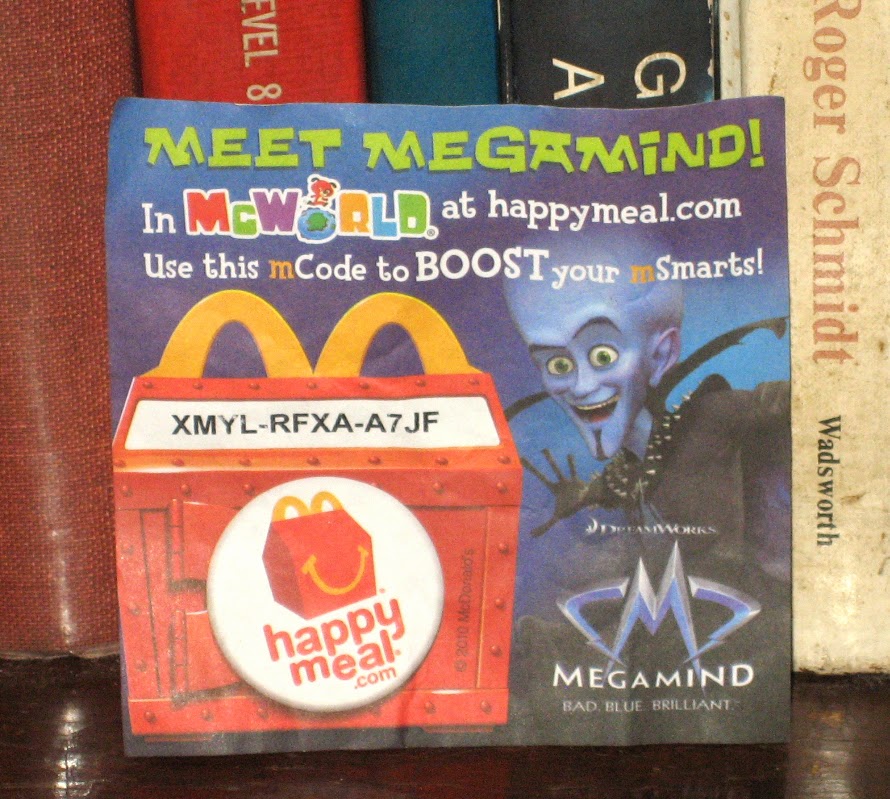 EVEL 8
A
G
Roger Schmidt
Wadsworth
MEET MEGAMIND!
In McWORLD® at happymeal.com
Use this mCode to BOOST your mSmarts!
XMYL-RFXA-A7JF
happy
meal
.com
© 2010 McDonald's
DREAMWORKS
MEGAMIND
BAD. BLUE. BRILLIANT.™